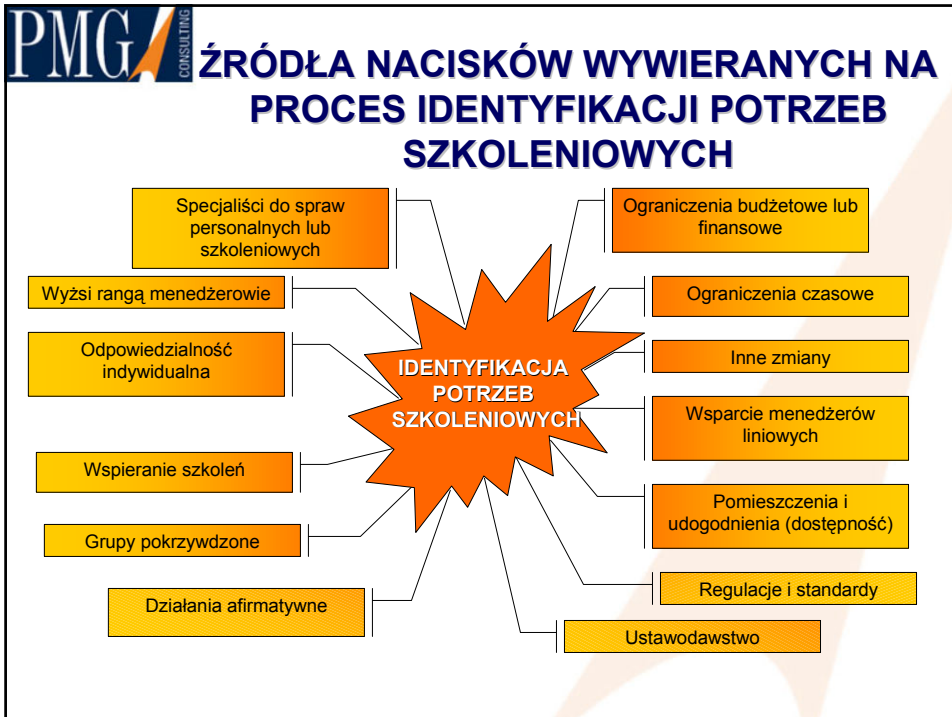 PMG
CONSULTING
ŹRÓDŁA NACISKÓW WYWIERANYCH NA
PROCES IDENTYFIKACJI POTRZEB
SZKOLENIOWYCH
Specjaliści do spraw
personalnych lub
szkoleniowych
Wyżsi rangą menedżerowie
Odpowiedzialność
indywidualna
Wspieranie szkoleń
Grupy pokrzywdzone
Działania afirmatywne
IDENTYFIKACJA
POTRZEB
SZKOLENIOWYCH
Ograniczenia budżetowe lub
finansowe
Ograniczenia czasowe
Inne zmiany
Wsparcie menedżerów
liniowych
Pomieszczenia i
udogodnienia (dostępność)
Regulacje i standardy
Ustawodawstwo